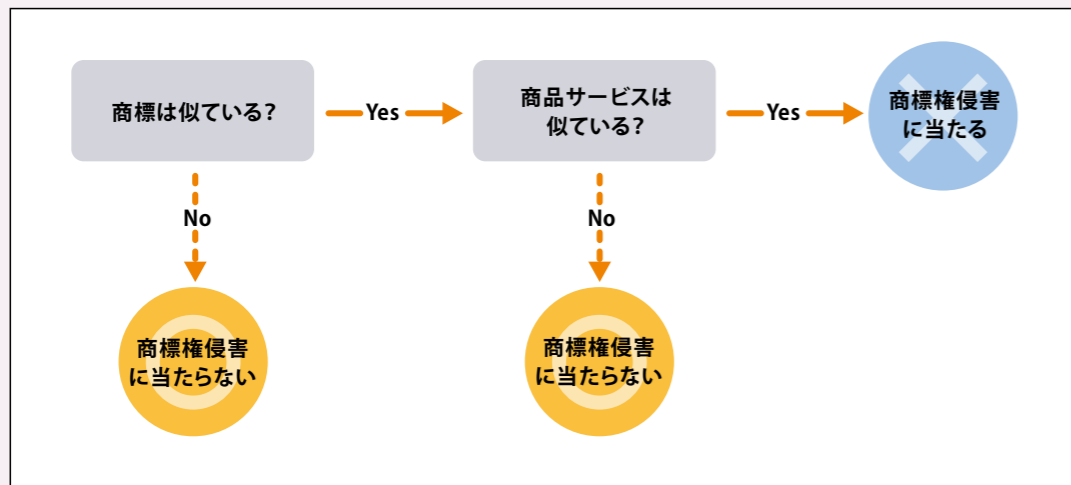 商標は似ている?
Yes
商品サービスは
似ている?
Yes
商標権侵害
に当たる
No
No
商標権侵害
に当たらない
商標権侵害
に当たらない